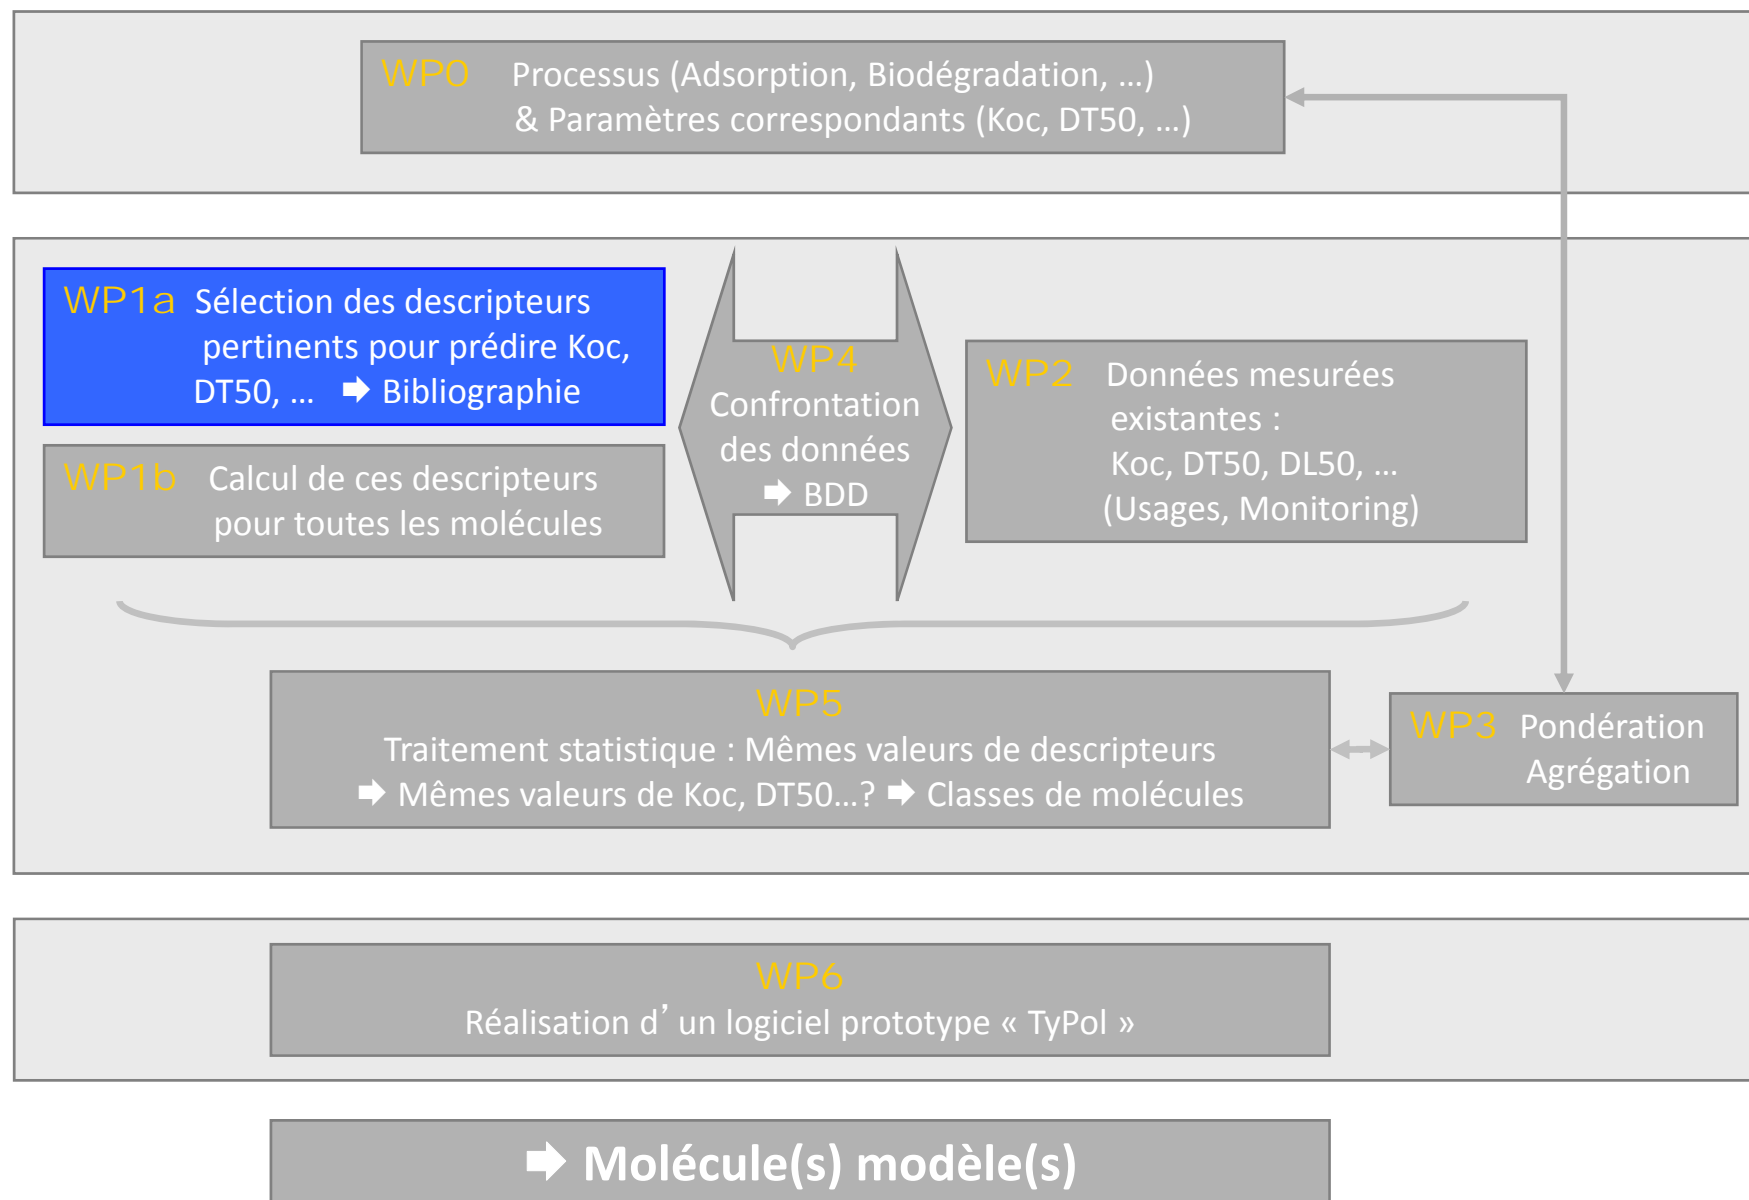 WP0 Processus (Adsorption, Biodégradation, ...)
& Paramètres correspondants (Koc, DT50, ...)
WP1a Sélection des descripteurs
pertinents pour prédire Koc,
DT50, ... ➡ Bibliographie
WP1b Calcul de ces descripteurs
pour toutes les molécules
WP4
Confrontation
des données
➡ BDD
WP2 Données mesurées
existantes :
Koc, DT50, DL50, ...
(Usages, Monitoring)
WP5
Traitement statistique : Mêmes valeurs de descripteurs
➡ Mêmes valeurs de Koc, DT50...? ➡ Classes de molécules
WP3 Pondération
Agrégation
WP6
Réalisation d’un logiciel prototype « TyPol »
➡ Molécule(s) modèle(s)